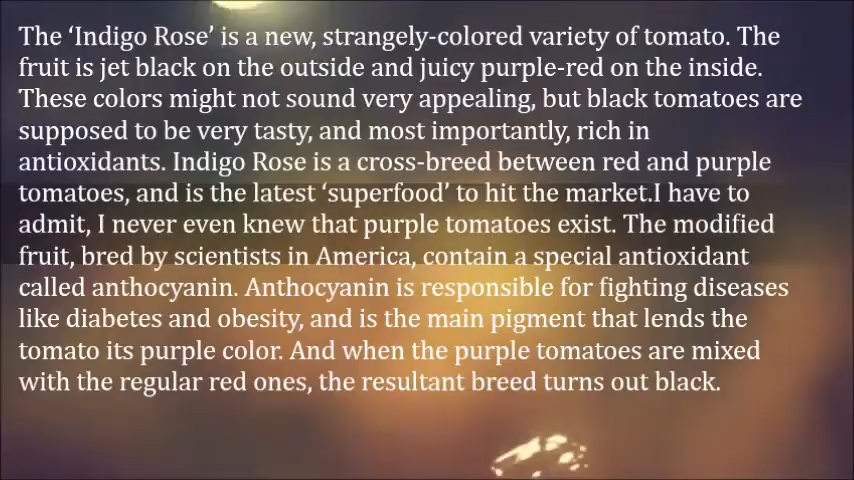 The ‘Indigo Rose’ is a new, strangely-colored variety of tomato. The
fruit is jet black on the outside and juicy purple-red on the inside.
These colors might not sound very appealing, but black tomatoes are
supposed to be very tasty, and most importantly, rich in
antioxidants. Indigo Rose is a cross-breed between red and purple
tomatoes, and is the latest ‘superfood’ to hit the market.I have to
admit, I never even knew that purple tomatoes exist. The modified
fruit, bred by scientists in America, contain a special antioxidant
called anthocyanin. Anthocyanin is responsible for fighting diseases
like diabetes and obesity, and is the main pigment that lends the
tomato its purple color. And when the purple tomatoes are mixed
with the regular red ones, the resultant breed turns out black.